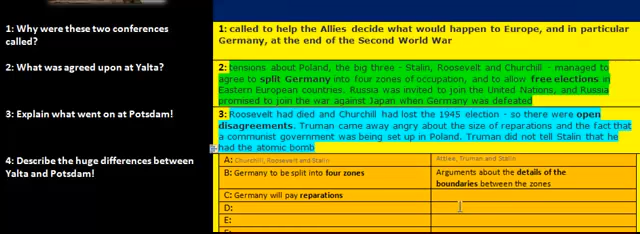 1: Why were these two conferences
called?
2: What was agreed upon at Yalta?
3: Explain what went on at Potsdam!
4: Describe the huge differences between
Yalta and Potsdam!
1: called to help the Allies decide what would happen to Europe, and in particular
Germany, at the end of the Second World War
2: tensions about Poland, the big three - Stalin, Roosevelt and Churchill - managed to
agree to split Germany into four zones of occupation, and to allow free elections in
Eastern European countries. Russia was invited to join the United Nations, and Russia
promised to join the war against Japan when Germany was defeated
3: Roosevelt had died and Churchill had lost the 1945 election - so there were open
disagreements. Truman came away angry about the size of reparations and the fact that
a communist government was being set up in Poland. Truman did not tell Stalin that he
had the atomic bomb
A: Churchill, Roosevelt and Stalin
Attlee, Truman and Stalin
B: Germany to be split into four zones
Arguments about the details of the
boundaries between the zones
C: Germany will pay reparations
D:
E: